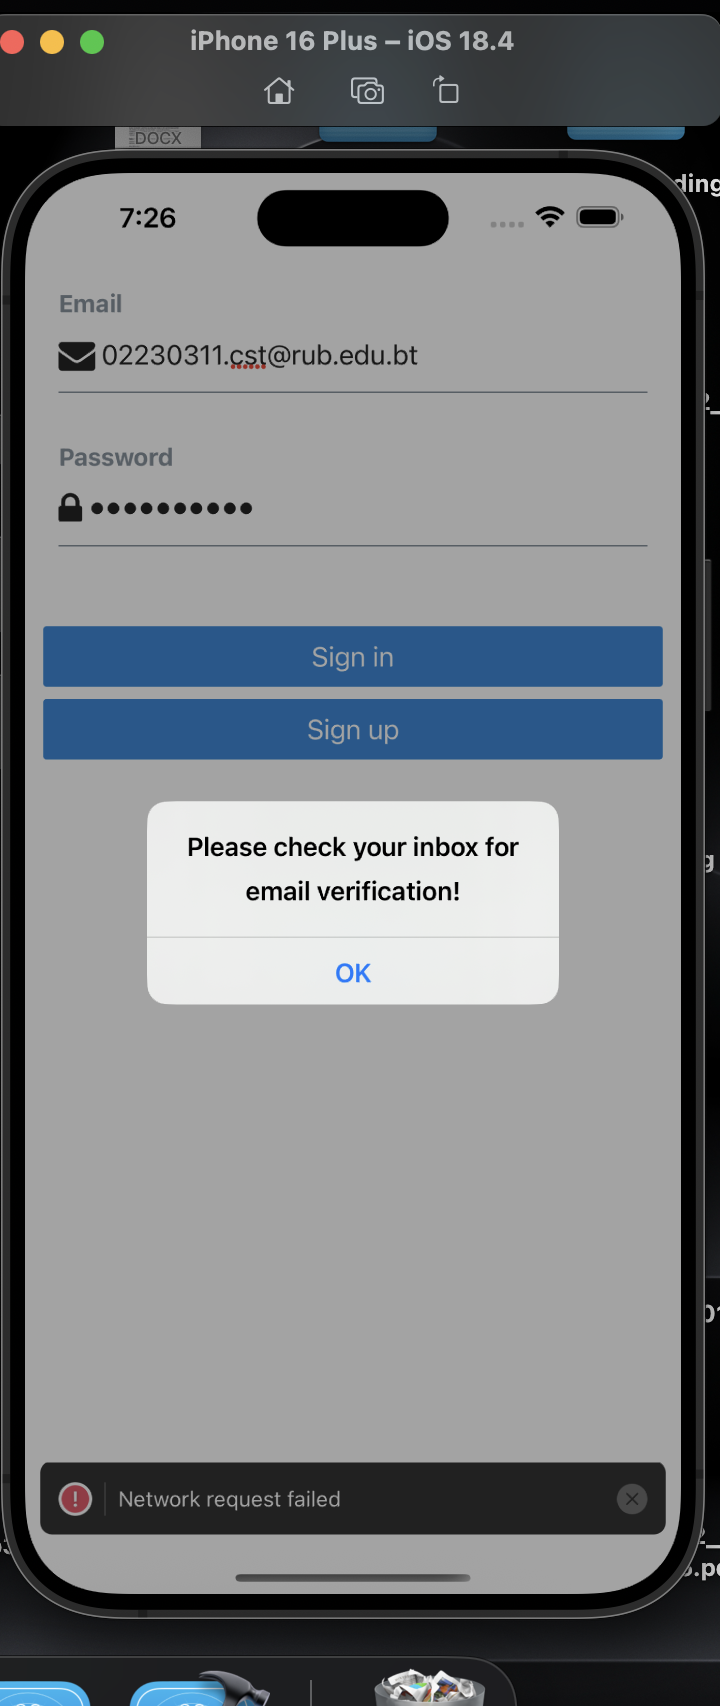 iPhone 16 Plus – iOS 18.4
DOCX
7:26
Email
02230311.cst@rub.edu.bt
Password
Sign in
Sign up
Please check your inbox for
email verification!
OK
Network request failed